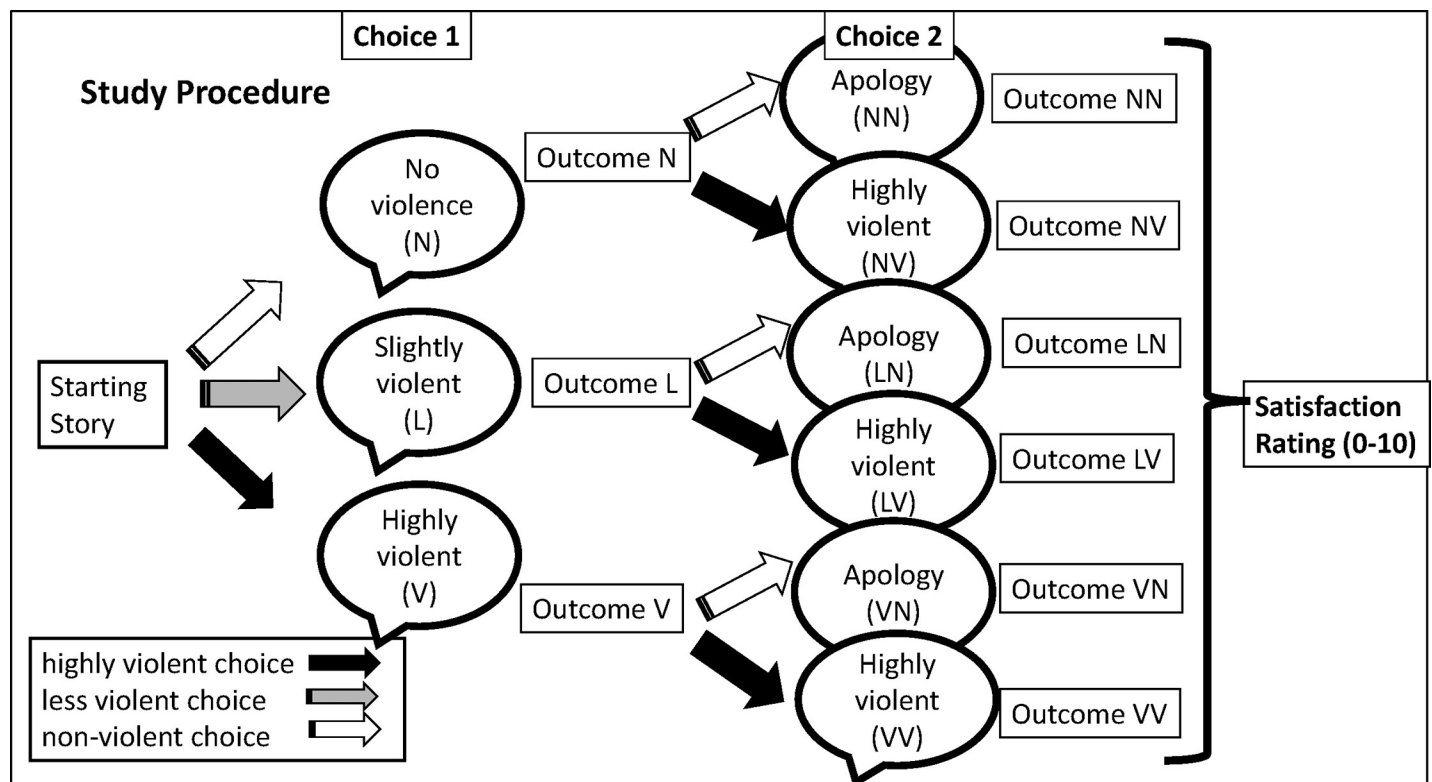 Choice 1
Choice 2
Study Procedure
Starting
Story
No
violence
(N)
Slightly
violent
(L)
Highly
violent
(V)
Outcome N
Outcome L
Outcome V
Apology
(NN)
Highly
violent
(NV)
Apology
(LN)
Highly
violent
(LV)
Apology
(VN)
Highly
violent
(VV)
Outcome NN
Outcome NV
Outcome LN
Outcome LV
Outcome VN
Outcome VV
Satisfaction
Rating (0-10)
highly violent choice
less violent choice
non-violent choice